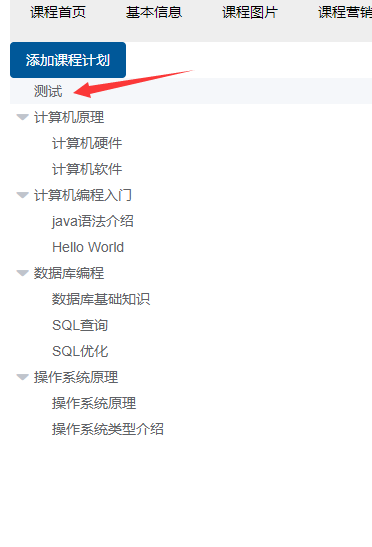 课程首页 基本信息 课程图片 课程营销
添加课程计划
测试
计算机原理
计算机硬件
计算机软件
计算机编程入门
java语法介绍
Hello World
数据库编程
数据库基础知识
SQL查询
SQL优化
操作系统原理
操作系统原理
操作系统类型介绍